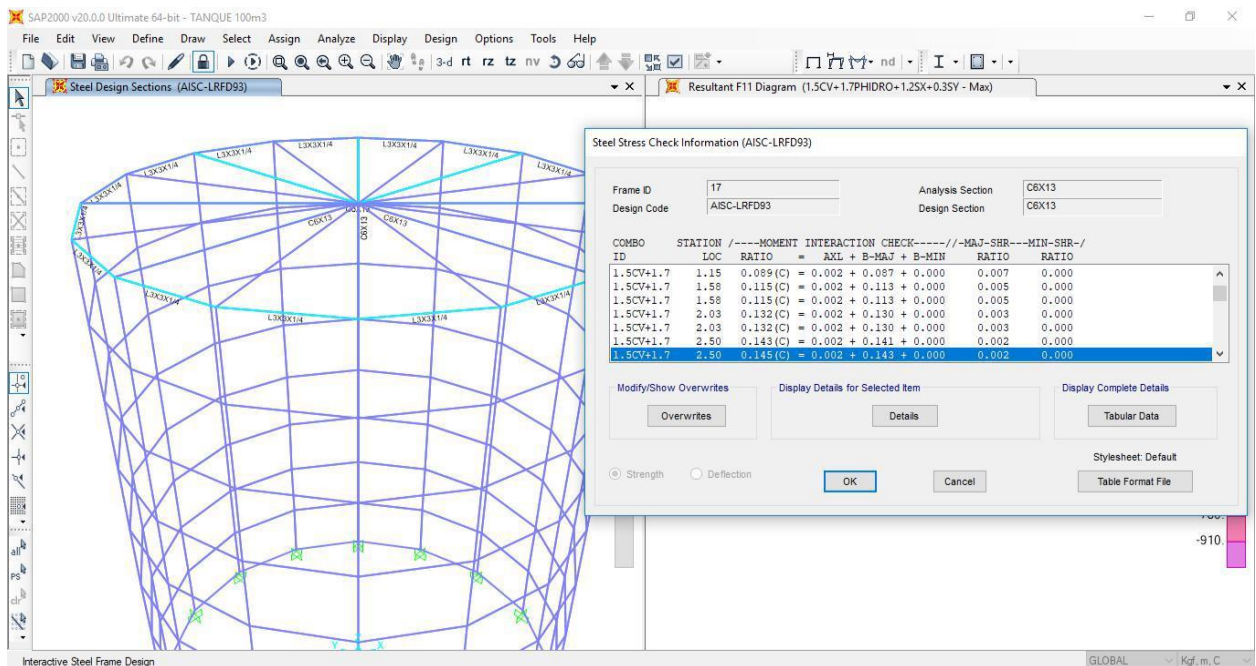 SAP2000 v20.0.0 Ultimate 64-bit - TANQUE 100m3
File Edit View Define Draw Select Assign Analyze Display Design Options Tools Help
3-d rt rz tz nv nd
Steel Design Sections (AISC-LRFD93)
Resultant F11 Diagram (1.5CV+1.7PHIDRO+1.2SX+0.3SY - Max)
L3X3X1/4
L3X3X1/4
L3X3X1/4
L3X3X1/4
L3X3X1/4
L3X3X1/4
L3X3X1/4
L3X3X1/4
C6X13
C6X13
C6X13
L3X3X1/4
L3X3X1/4
L3X3X1/4
L3X3X1/4
Y X
all
PS
clr
Steel Stress Check Information (AISC-LRFD93)
Frame ID 17 Analysis Section C6X13
Design Code AISC-LRFD93 Design Section C6X13
COMBO STATION /----MOMENT INTERACTION CHECK-----//-MAJ-SHR---MIN-SHR-/
ID LOC RATIO = AXL + B-MAJ + B-MIN RATIO RATIO
1.5CV+1.7 1.15 0.089(C) = 0.002 + 0.087 + 0.000 0.007 0.000
1.5CV+1.7 1.58 0.115(C) = 0.002 + 0.113 + 0.000 0.005 0.000
1.5CV+1.7 1.58 0.115(C) = 0.002 + 0.113 + 0.000 0.005 0.000
1.5CV+1.7 2.03 0.132(C) = 0.002 + 0.130 + 0.000 0.003 0.000
1.5CV+1.7 2.03 0.132(C) = 0.002 + 0.130 + 0.000 0.003 0.000
1.5CV+1.7 2.50 0.143(C) = 0.002 + 0.141 + 0.000 0.002 0.000
1.5CV+1.7 2.50 0.145(C) = 0.002 + 0.143 + 0.000 0.002 0.000
Modify/Show Overwrites Display Details for Selected Item Display Complete Details
Overwrites Details Tabular Data
Stylesheet: Default
Strength Deflection OK Cancel Table Format File
-910.
Interactive Steel Frame Design GLOBAL Kgf, m, C